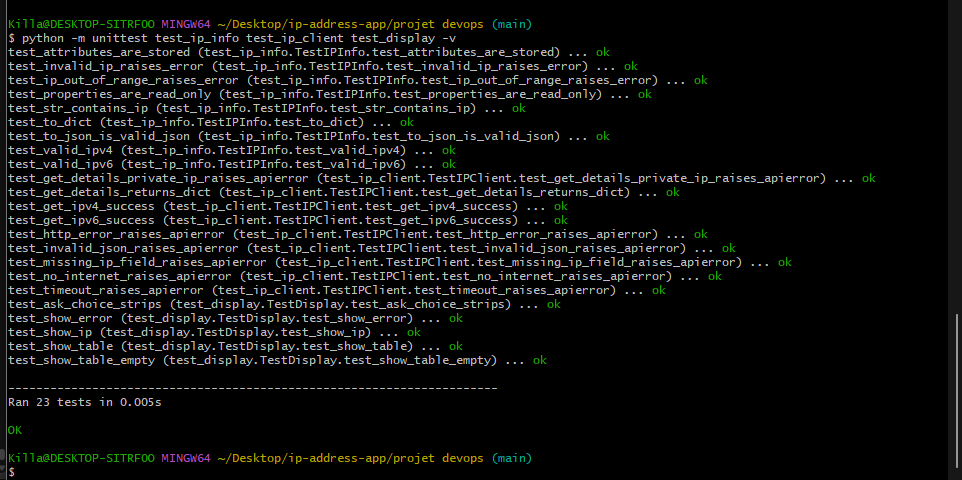 Killa@DESKTOP-SITRFOO MINGW64 ~/Desktop/ip-address-app/projet devops (main)
$ python -m unittest test_ip_info test_ip_client test_display -v
test_attributes_are_stored (test_ip_info.TestIPInfo.test_attributes_are_stored) ... ok
test_invalid_ip_raises_error (test_ip_info.TestIPInfo.test_invalid_ip_raises_error) ... ok
test_ip_out_of_range_raises_error (test_ip_info.TestIPInfo.test_ip_out_of_range_raises_error) ... ok
test_properties_are_read_only (test_ip_info.TestIPInfo.test_properties_are_read_only) ... ok
test_str_contains_ip (test_ip_info.TestIPInfo.test_str_contains_ip) ... ok
test_to_dict (test_ip_info.TestIPInfo.test_to_dict) ... ok
test_to_json_is_valid_json (test_ip_info.TestIPInfo.test_to_json_is_valid_json) ... ok
test_valid_ipv4 (test_ip_info.TestIPInfo.test_valid_ipv4) ... ok
test_valid_ipv6 (test_ip_info.TestIPInfo.test_valid_ipv6) ... ok
test_get_details_private_ip_raises_apierror (test_ip_client.TestIPClient.test_get_details_private_ip_raises_apierror) ... ok
test_get_details_returns_dict (test_ip_client.TestIPClient.test_get_details_returns_dict) ... ok
test_get_ipv4_success (test_ip_client.TestIPClient.test_get_ipv4_success) ... ok
test_get_ipv6_success (test_ip_client.TestIPClient.test_get_ipv6_success) ... ok
test_http_error_raises_apierror (test_ip_client.TestIPClient.test_http_error_raises_apierror) ... ok
test_invalid_json_raises_apierror (test_ip_client.TestIPClient.test_invalid_json_raises_apierror) ... ok
test_missing_ip_field_raises_apierror (test_ip_client.TestIPClient.test_missing_ip_field_raises_apierror) ... ok
test_no_internet_raises_apierror (test_ip_client.TestIPClient.test_no_internet_raises_apierror) ... ok
test_timeout_raises_apierror (test_ip_client.TestIPClient.test_timeout_raises_apierror) ... ok
test_ask_choice_strips (test_display.TestDisplay.test_ask_choice_strips) ... ok
test_show_error (test_display.TestDisplay.test_show_error) ... ok
test_show_ip (test_display.TestDisplay.test_show_ip) ... ok
test_show_table (test_display.TestDisplay.test_show_table) ... ok
test_show_table_empty (test_display.TestDisplay.test_show_table_empty) ... ok
----------------------------------------------------------------------
Ran 23 tests in 0.005s
OK
Killa@DESKTOP-SITRFOO MINGW64 ~/Desktop/ip-address-app/projet devops (main)
$